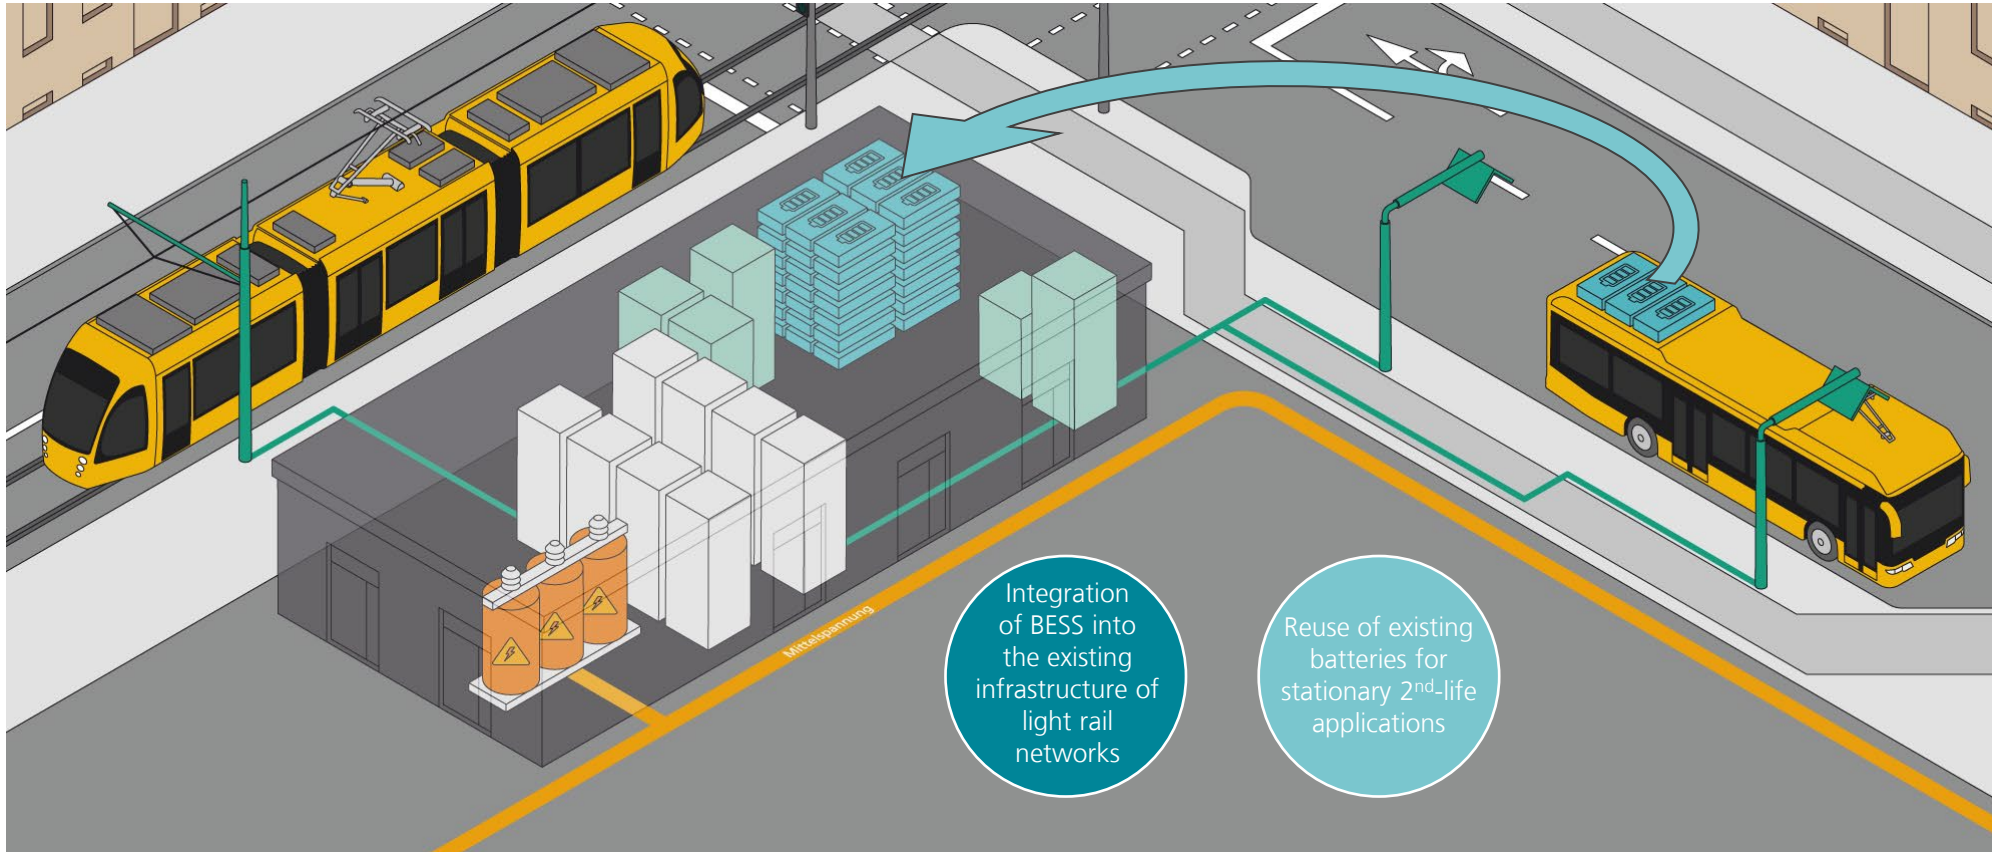 Mittelspannung
Integration
of BESS into
the existing
infrastructure of
light rail
networks
Reuse of existing
batteries for
stationary 2nd-life
applications